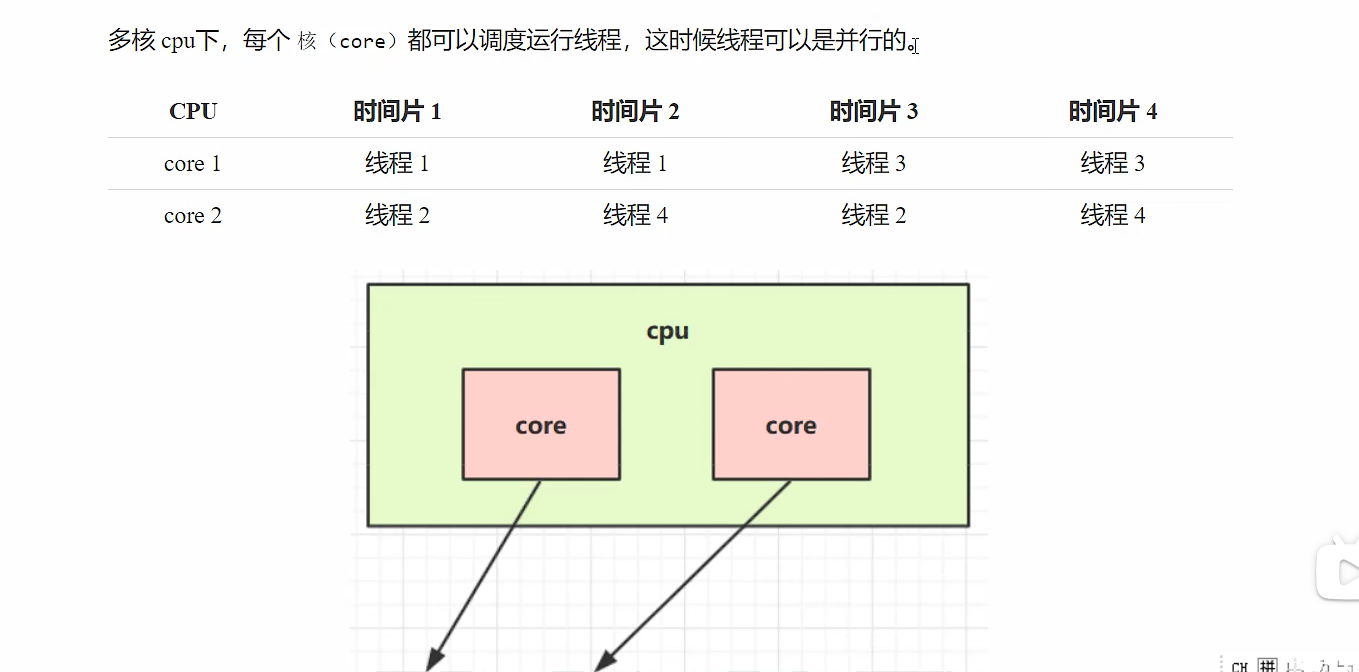 多核 cpu下，每个 核（core）都可以调度运行线程，这时候线程可以是并行的。
CPU 时间片 1 时间片 2 时间片 3 时间片 4
core 1 线程 1 线程 1 线程 3 线程 3
core 2 线程 2 线程 4 线程 2 线程 4
cpu
core core
CH 拼